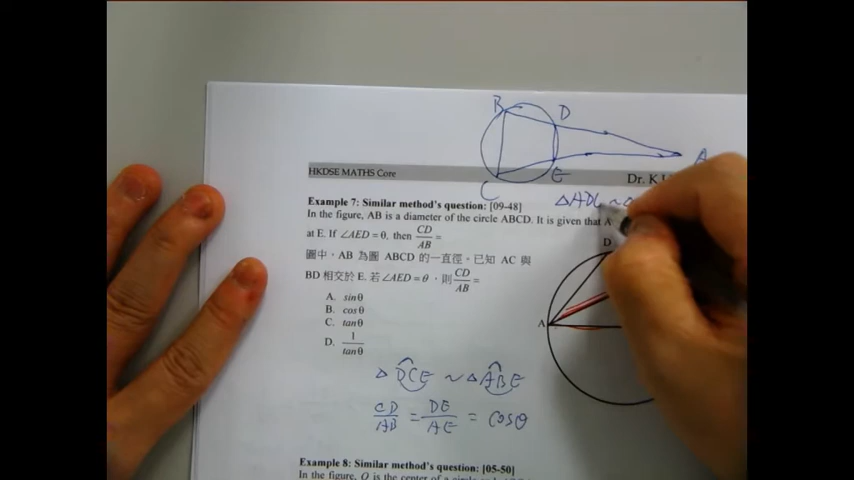 B D
A
E
C
HKDSE MATHS Core Dr. K
△AD ~
Example 7: Similar method's question: [09-48]
In the figure, AB is a diameter of the circle ABCD. It is given that A
at E. If ∠AED = θ, then CD/AB =
圖中，AB 為圓 ABCD 的一直徑。已知 AC 與
BD 相交於 E. 若 ∠AED = θ ，則 CD/AB =
A. sinθ
B. cosθ
C. tanθ
D. 1/tanθ
D
A
△ DCE ~ △ ABE
CD/AB = DE/AE = cosθ
Example 8: Similar method's question: [05-50]
In the figure, O is the center of a circle